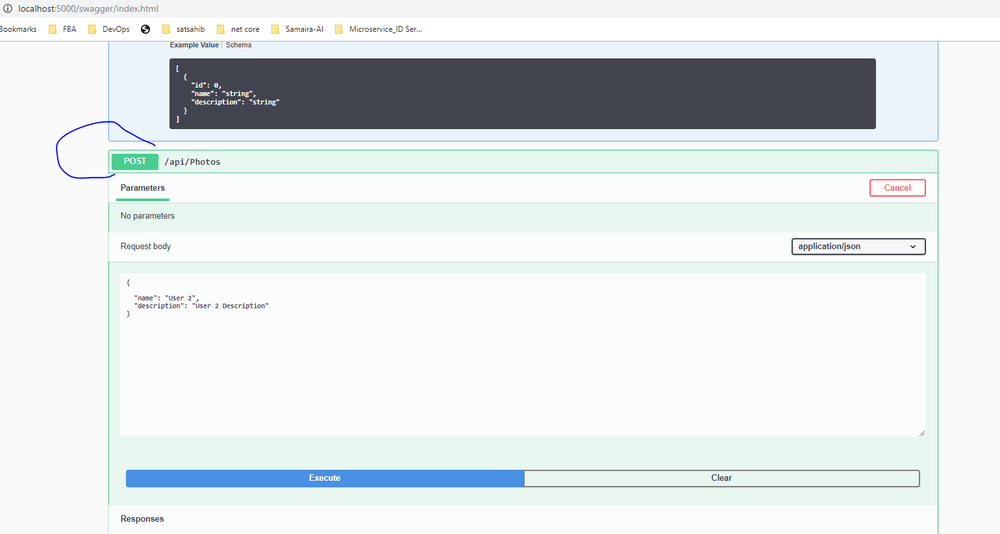 localhost:5000/swagger/index.html
Bookmarks FBA DevOps satsahib net core Samaira-AI Microservice_ID Ser...
Example Value Schema
[
{
"id": 0,
"name": "string",
"description": "string"
}
]
POST /api/Photos
Parameters Cancel
No parameters
Request body application/json
{
"name": "User 2",
"description": "User 2 Description"
}
Execute Clear
Responses